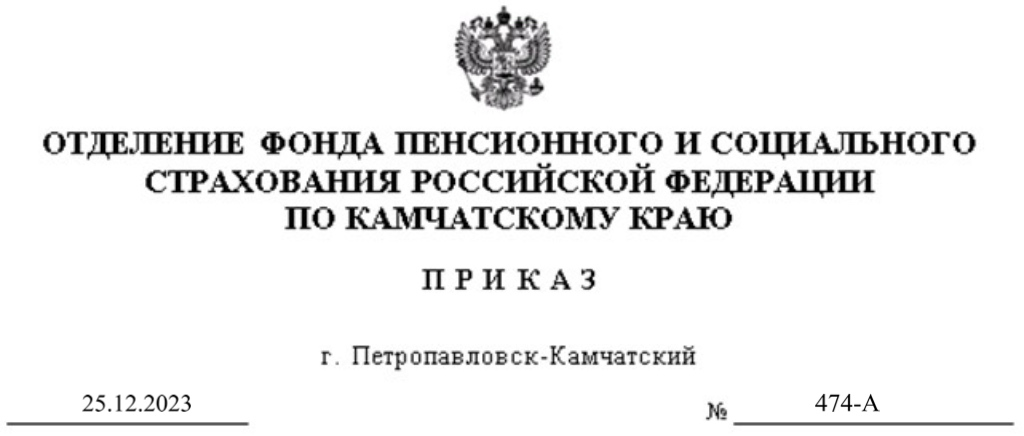 ОТДЕЛЕНИЕ ФОНДА ПЕНСИОННОГО И СОЦИАЛЬНОГО
СТРАХОВАНИЯ РОССИЙСКОЙ ФЕДЕРАЦИИ
ПО КАМЧАТСКОМУ КРАЮ
П Р И К А З
г. Петропавловск-Камчатский
25.12.2023 № 474-А